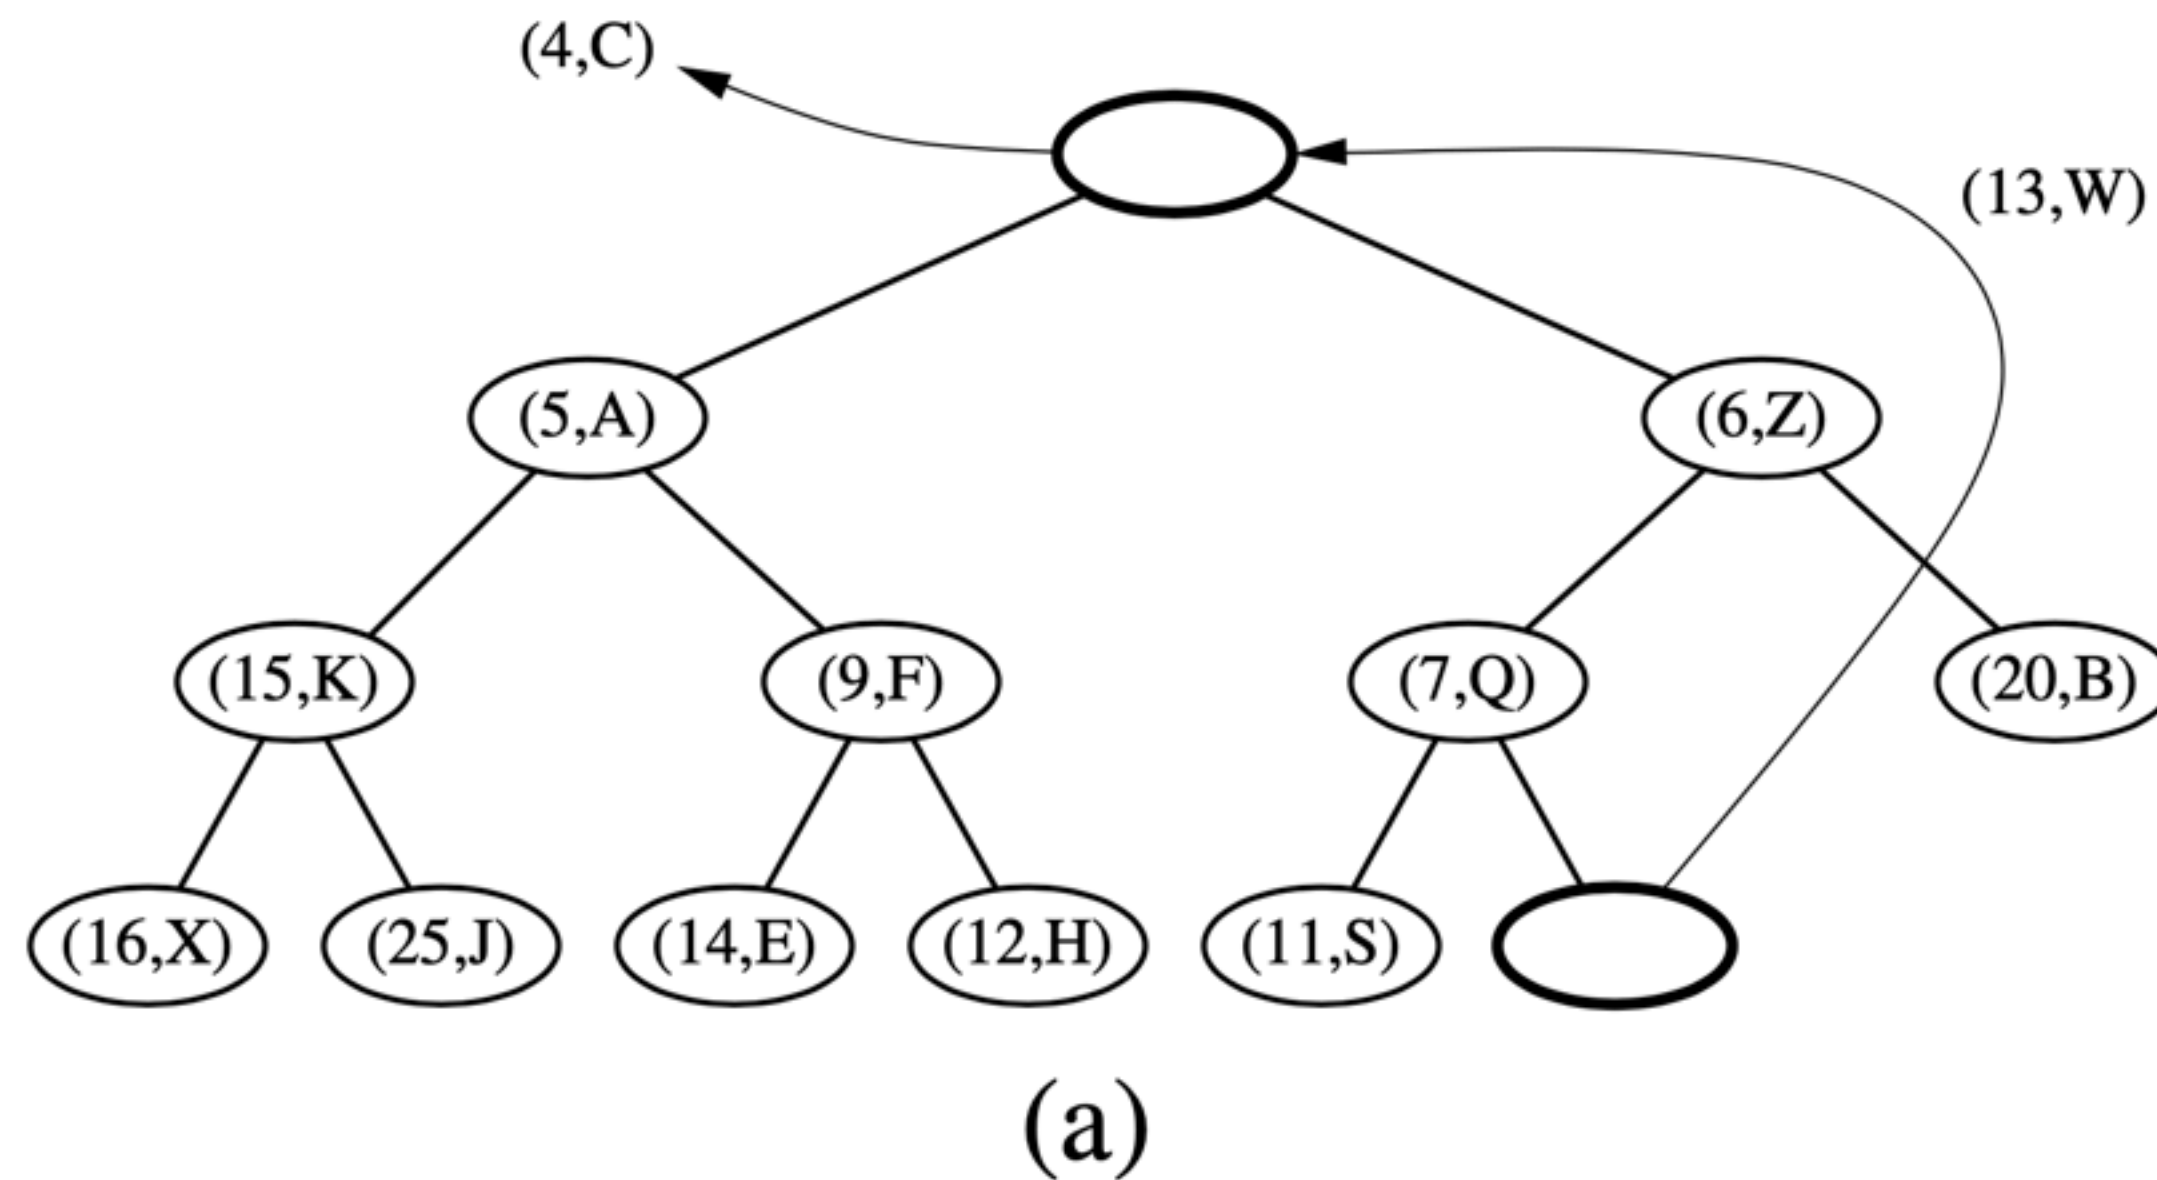 (4,C)
(13,W)
(5,A) (6,Z)
(15,K) (9,F) (7,Q) (20,B)
(16,X) (25,J) (14,E) (12,H) (11,S)
(a)